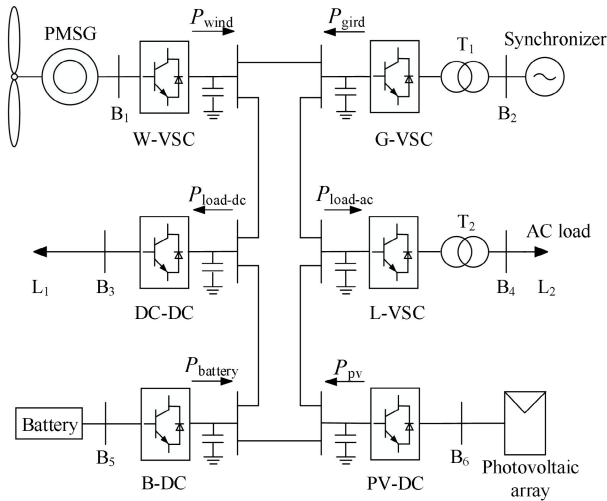 P_wind
P_gird
PMSG
T₁
Synchronizer
B₁
B₂
W-VSC
G-VSC
P_load-dc
P_load-ac
T₂
AC load
L₁
B₃
B₄
L₂
DC-DC
L-VSC
P_battery
P_pv
Battery
B₅
B₆
B-DC
PV-DC
Photovoltaic
array